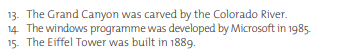 13. The Grand Canyon was carved by the Colorado River.
14. The windows programme was developed by Microsoft in 1985.
15. The Eiffel Tower was built in 1889.